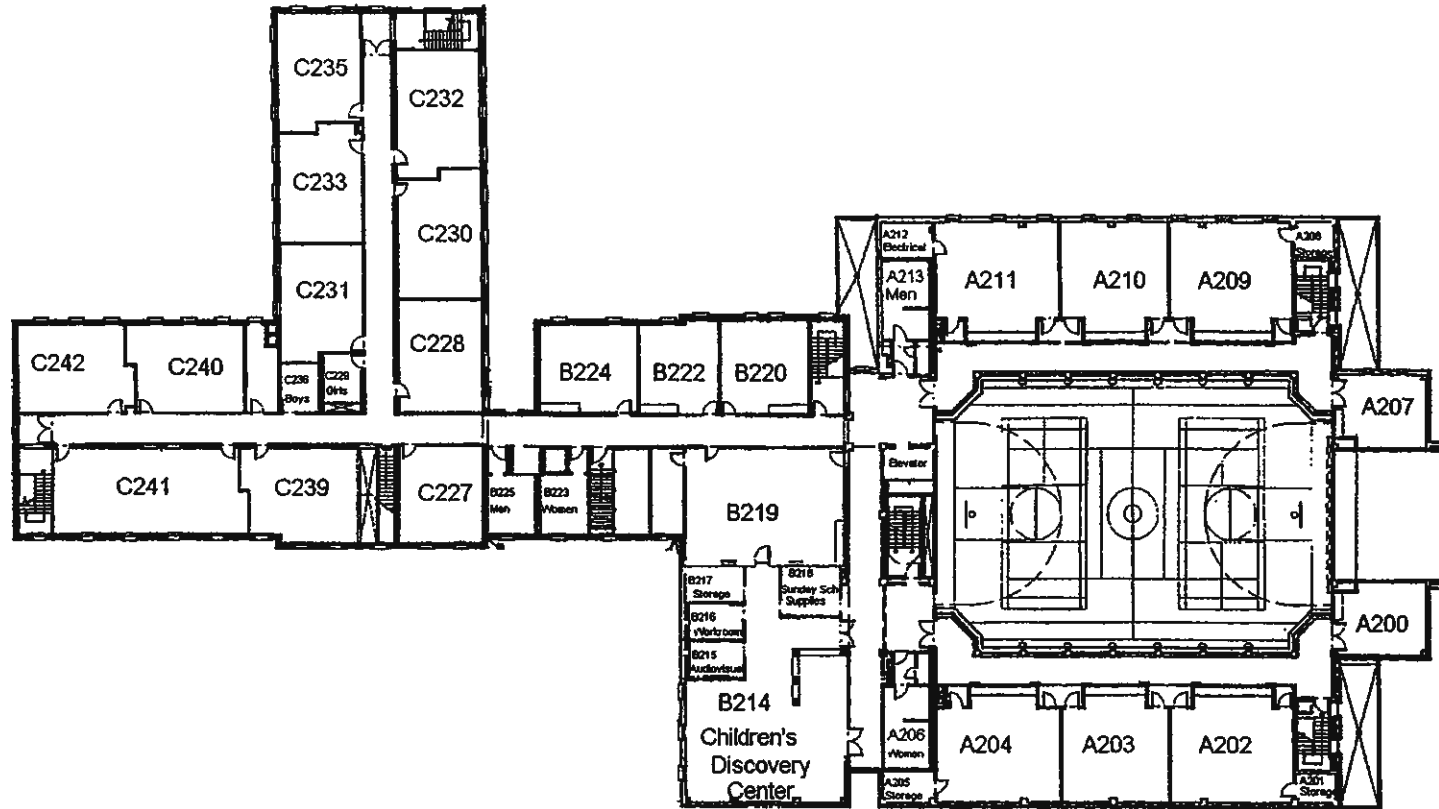 C235
C232
C233
C230
C231
C228
C242
C240
C236
Boys
C229
Girls
B224
B222
B220
A212
Electrical
A213
Men
A211
A210
A209
A208
Storage
A207
C241
C239
C227
B225
Men
B223
Women
B219
Elevator
B217
Storage
B218
Sunday Sch
Supplies
B216
Workroom
B215
Audiovisual
B214
Children's
Discovery
Center
A200
A206
Women
A205
Storage
A204
A203
A202
A201
Storage